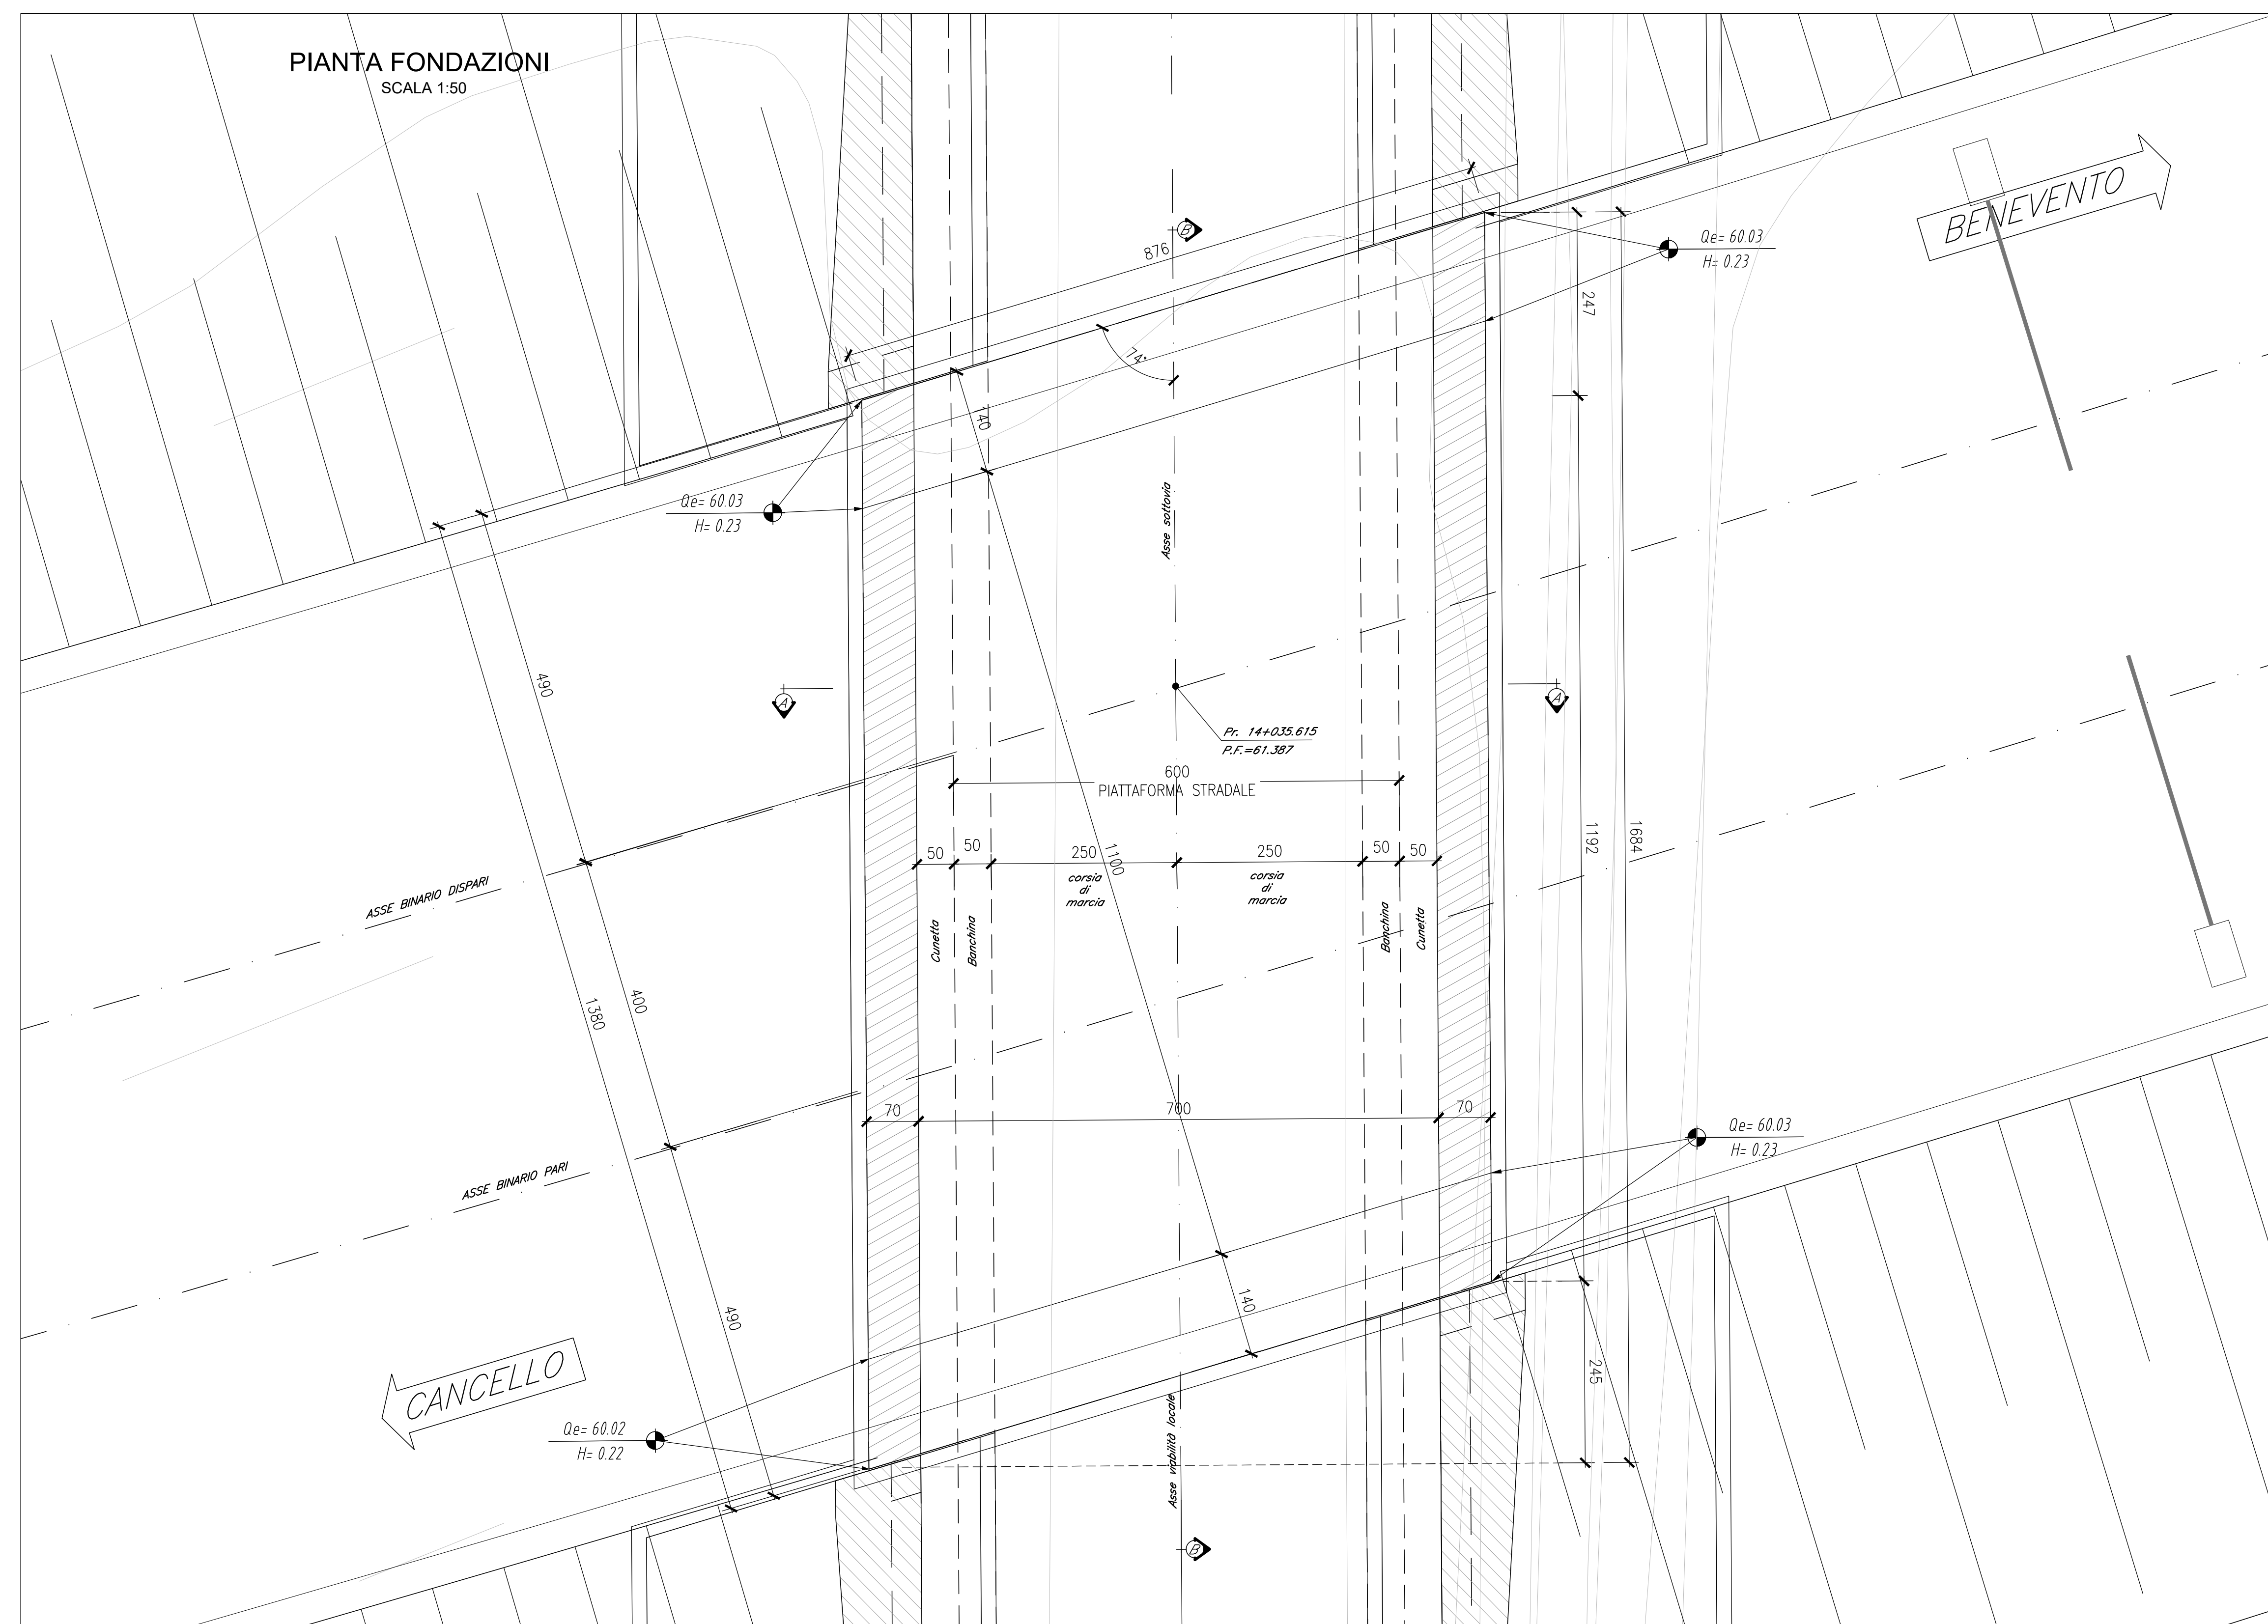 PIANTA FONDAZIONI
SCALA 1:50
BENEVENTO
876
B
Qe= 60.03
H= 0.23
247
74°
140
Qe= 60.03
H= 0.23
Asse sottovia
490
A
A
Pr. 14+035.615
P.F.=61.387
600
PIATTAFORMA STRADALE
50
50
250
1100
250
50
50
1192
1684
corsia
di
marcia
corsia
di
marcia
ASSE BINARIO DISPARI
Cunetta
Banchina
Banchina
Cunetta
1380
400
70
700
70
Qe= 60.03
H= 0.23
ASSE BINARIO PARI
490
140
CANCELLO
245
Qe= 60.02
H= 0.22
Asse viabilità locale
B